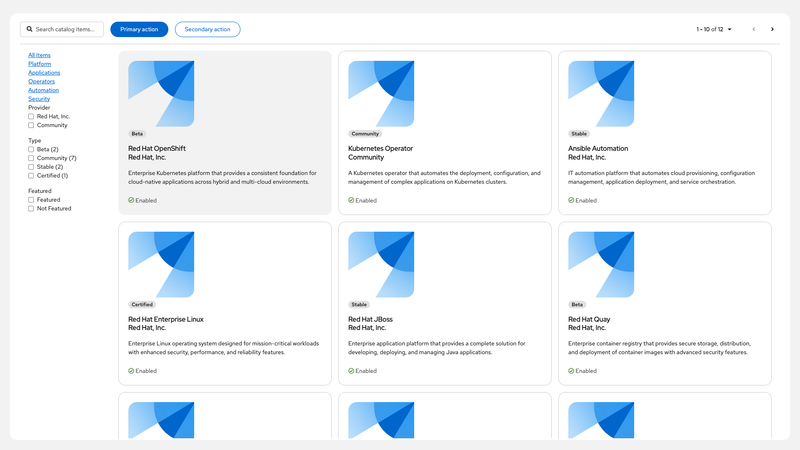 Search catalog items...
Primary action
Secondary action
1 - 10 of 12
All Items
Platform
Applications
Operators
Automation
Security
Provider
Red Hat, Inc.
Community
Type
Beta (2)
Community (7)
Stable (2)
Certified (1)
Featured
Featured
Not Featured
Beta
Red Hat OpenShift
Red Hat, Inc.
Enterprise Kubernetes platform that provides a consistent foundation for
cloud-native applications across hybrid and multi-cloud environments.
Enabled
Community
Kubernetes Operator
Community
A Kubernetes operator that automates the deployment, configuration, and
management of complex applications on Kubernetes clusters.
Enabled
Stable
Ansible Automation
Red Hat, Inc.
IT automation platform that automates cloud provisioning, configuration
management, application deployment, and service orchestration.
Enabled
Certified
Red Hat Enterprise Linux
Red Hat, Inc.
Enterprise Linux operating system designed for mission-critical workloads
with enhanced security, performance, and reliability features.
Enabled
Stable
Red Hat JBoss
Red Hat, Inc.
Enterprise application platform that provides a complete solution for
developing, deploying, and managing Java applications.
Enabled
Beta
Red Hat Quay
Red Hat, Inc.
Enterprise container registry that provides secure storage, distribution,
and deployment of container images with advanced security features.
Enabled